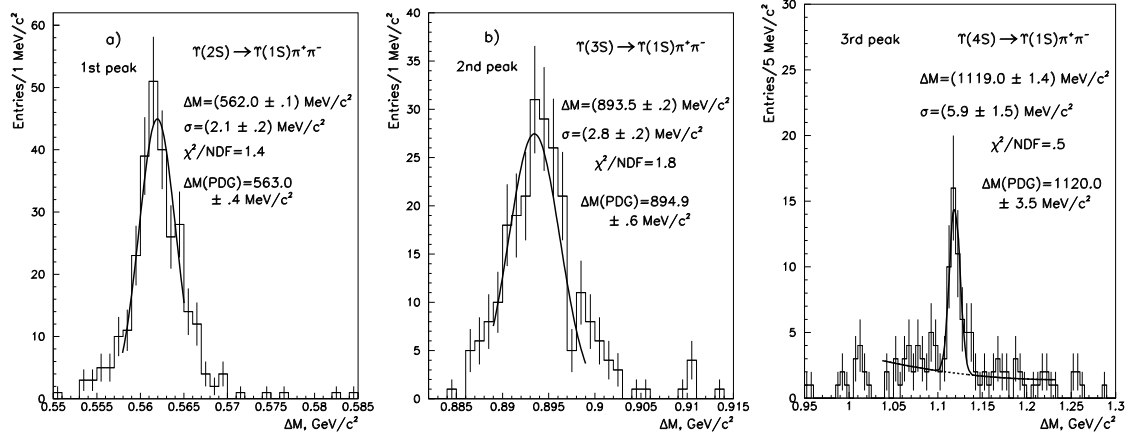 Entries/1 MeV/c²
60
50
40
30
20
10
0
a)
1st peak
ϒ(2S) → ϒ(1S)π⁺π⁻
ΔM=(562.0 ± .1) MeV/c²
σ=(2.1 ± .2) MeV/c²
χ²/NDF=1.4
ΔM(PDG)=563.0
± .4 MeV/c²
0.55 0.555 0.56 0.565 0.57 0.575 0.58 0.585
ΔM, GeV/c²
Entries/1 MeV/c²
40
35
30
25
20
15
10
5
0
b)
2nd peak
ϒ(3S) → ϒ(1S)π⁺π⁻
ΔM=(893.5 ± .2) MeV/c²
σ=(2.8 ± .2) MeV/c²
χ²/NDF=1.8
ΔM(PDG)=894.9
± .6 MeV/c²
0.885 0.89 0.895 0.9 0.905 0.91 0.915
ΔM, GeV/c²
Entries/5 MeV/c²
30
25
20
15
10
5
0
3rd peak
ϒ(4S) → ϒ(1S)π⁺π⁻
ΔM=(1119.0 ± 1.4) MeV/c²
σ=(5.9 ± 1.5) MeV/c²
χ²/NDF=.5
ΔM(PDG)=1120.0
± 3.5 MeV/c²
0.95 1 1.05 1.1 1.15 1.2 1.25 1.3
ΔM, GeV/c²